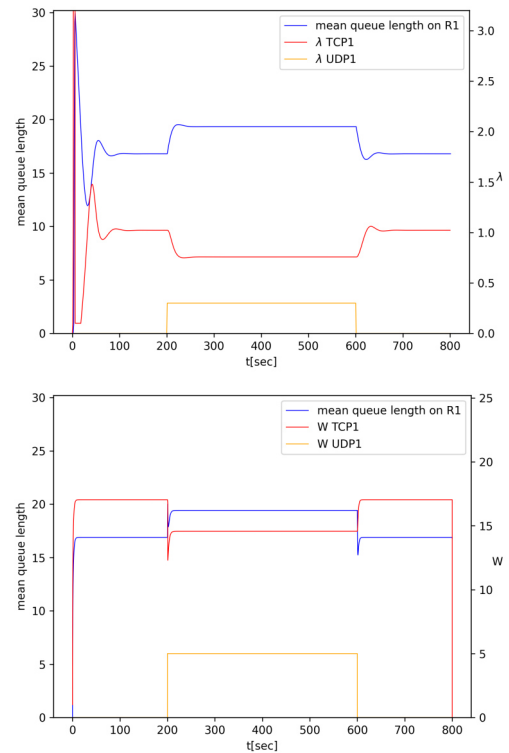 mean queue length on R1
λ TCP1
λ UDP1
30
25
20
15
10
5
0
mean queue length
3.0
2.5
2.0
1.5
1.0
0.5
0.0
λ
0 100 200 300 400 500 600 700 800
t[sec]
mean queue length on R1
W TCP1
W UDP1
30
25
20
15
10
5
0
mean queue length
25
20
15
10
5
0
W
0 100 200 300 400 500 600 700 800
t[sec]